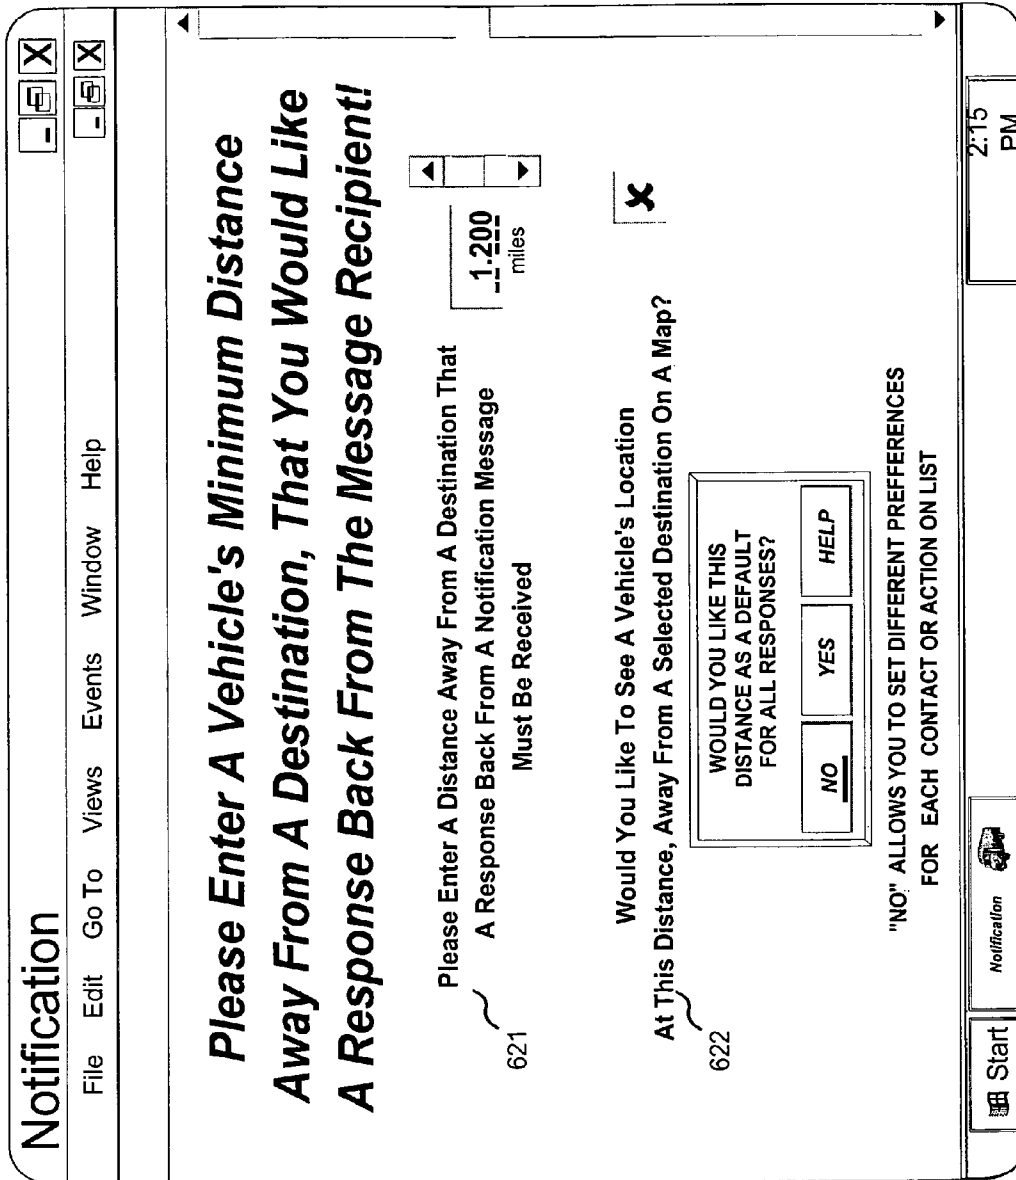 Notification
File Edit Go To Views Events Window Help
Please Enter A Vehicle's Minimum Distance
Away From A Destination, That You Would Like
A Response Back From The Message Recipient!
Please Enter A Distance Away From A Destination That
A Response Back From A Notification Message
Must Be Received
1.200
miles
621
Would You Like To See A Vehicle's Location
At This Distance, Away From A Selected Destination On A Map?
X
622
WOULD YOU LIKE THIS
DISTANCE AS A DEFAULT
FOR ALL RESPONSES?
NO YES HELP
"NO" ALLOWS YOU TO SET DIFFERENT PREFFERENCES
FOR EACH CONTACT OR ACTION ON LIST
Start
Notification
2:15
PM